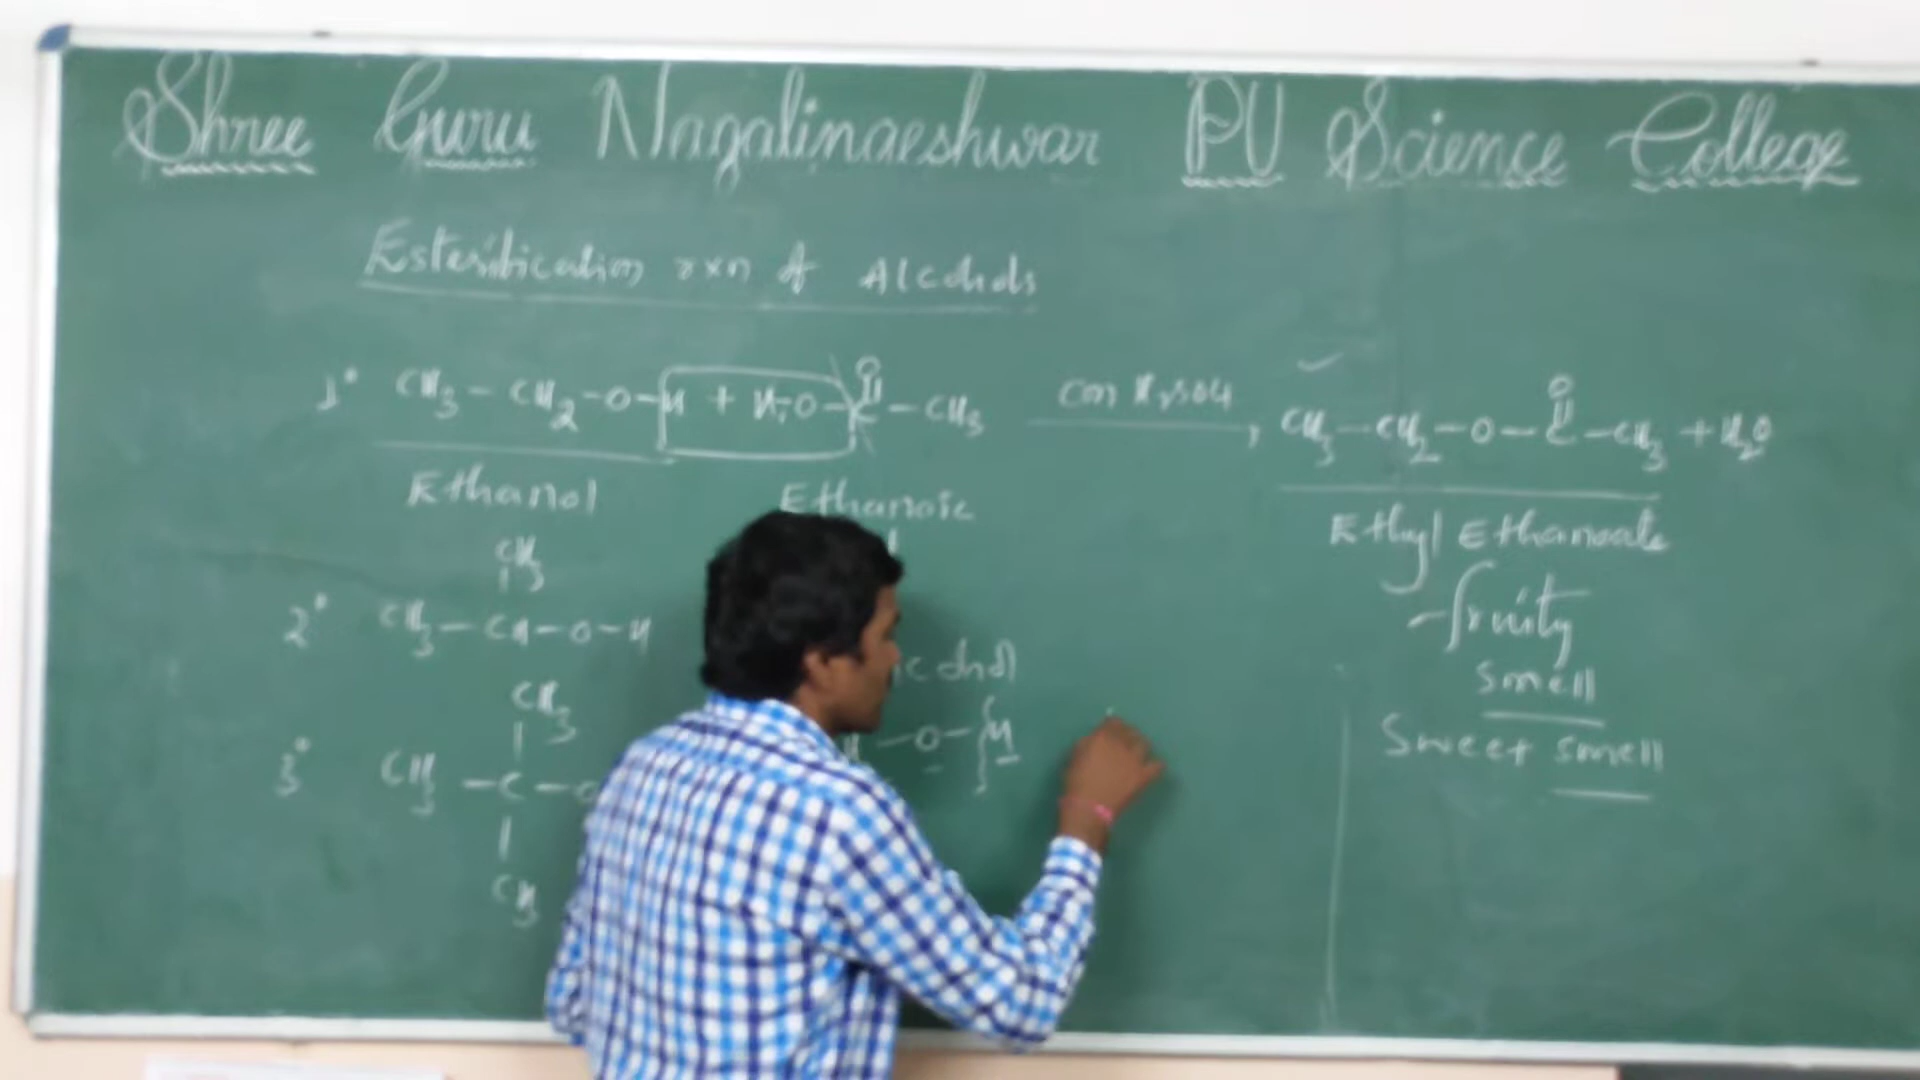 Shree Guru Nagalinaeshwar PU Science College
Esterification rxn of Alcohols
1° CH3-CH2-O-H + H-O-C-CH3 con H2SO4 CH3-CH2-O-C-CH3 + H2O
O O
Ethanol Ethanoic Ethyl Ethanoate
CH3
2° CH3-CH-O-H
CH3
3° CH3-C-O
CH3
-O-H
fruity
smell
Sweet smell